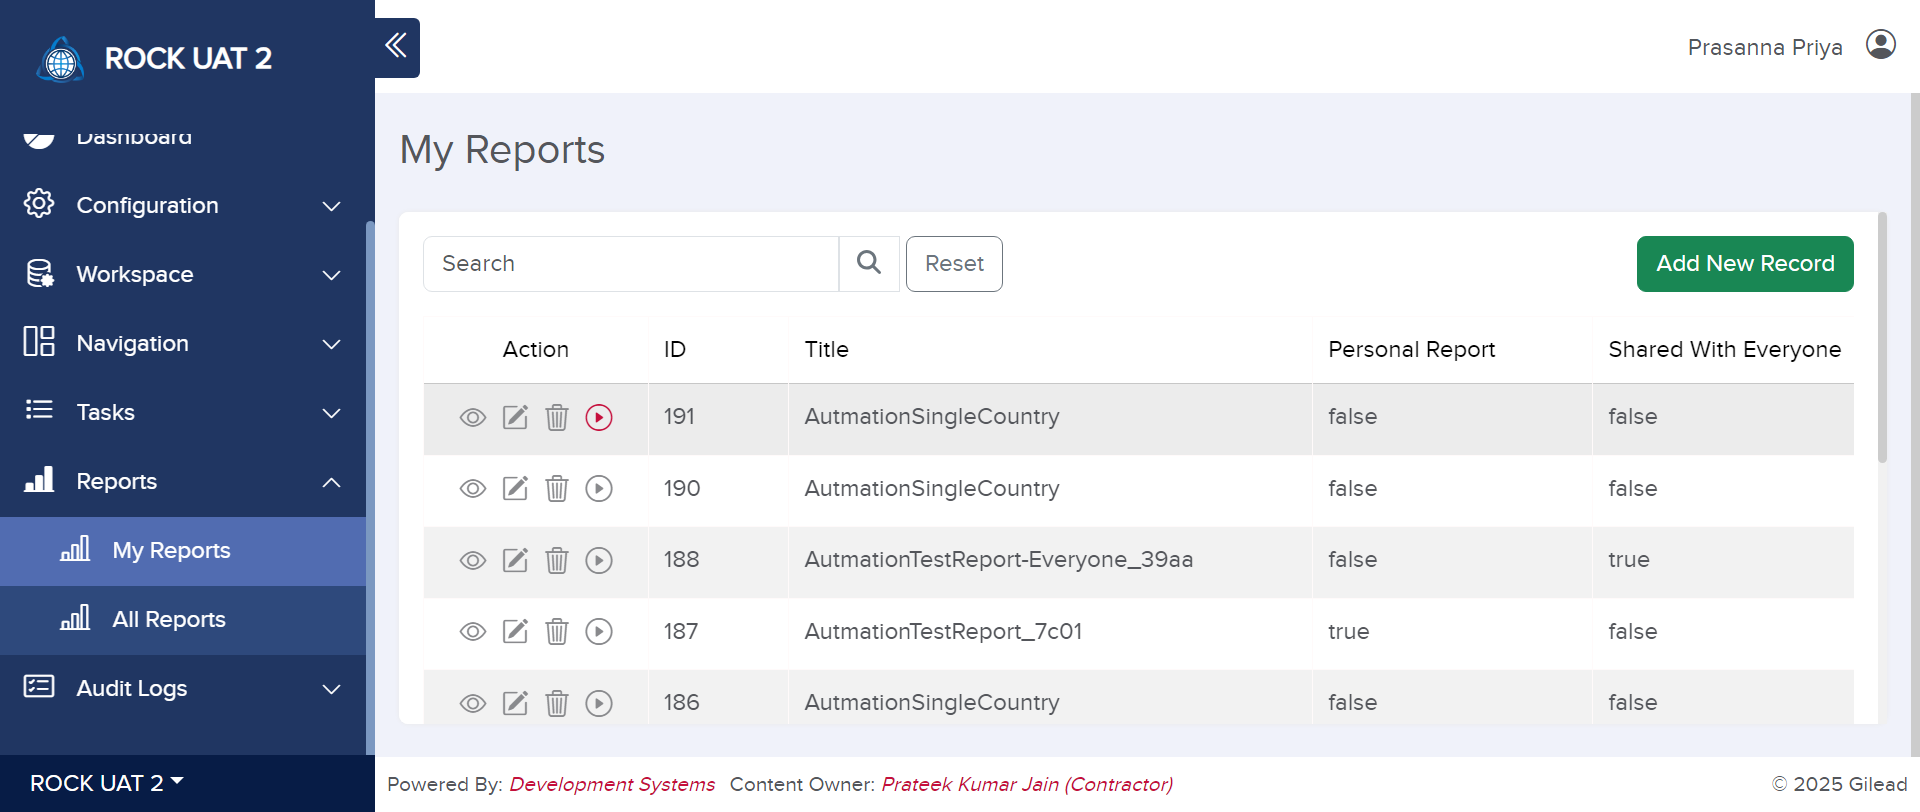 ROCK UAT 2
Prasanna Priya
Dashboard
Configuration
Workspace
Navigation
Tasks
Reports
My Reports
All Reports
Audit Logs
ROCK UAT 2
My Reports
Search
Reset
Add New Record
Action ID Title Personal Report Shared With Everyone
191 AutmationSingleCountry false false
190 AutmationSingleCountry false false
188 AutmationTestReport-Everyone_39aa false true
187 AutmationTestReport_7c01 true false
186 AutmationSingleCountry false false
Powered By: Development Systems Content Owner: Prateek Kumar Jain (Contractor)
© 2025 Gilead